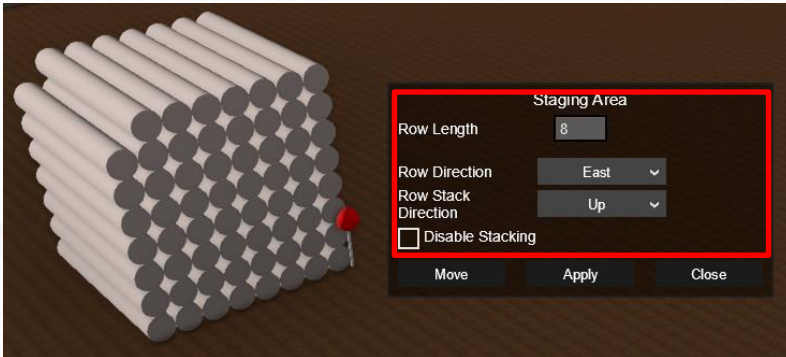 Staging Area
Row Length 8
Row Direction East
Row Stack
Direction Up
Disable Stacking
Move Apply Close